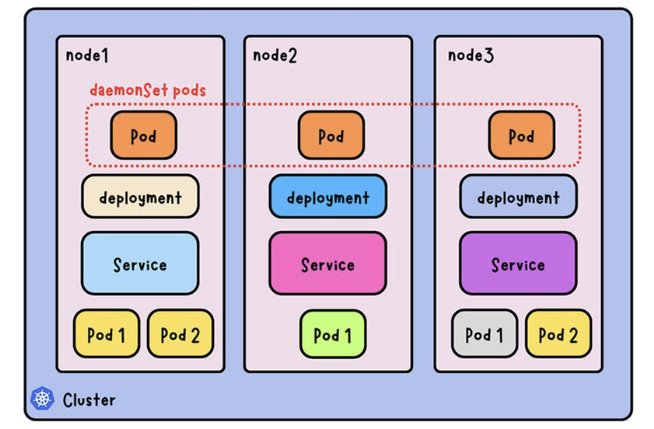 node1
node2
node3
daemonSet pods
Pod
Pod
Pod
deployment
deployment
deployment
Service
Service
Service
Pod 1
Pod 2
Pod 1
Pod 1
Pod 2
Cluster